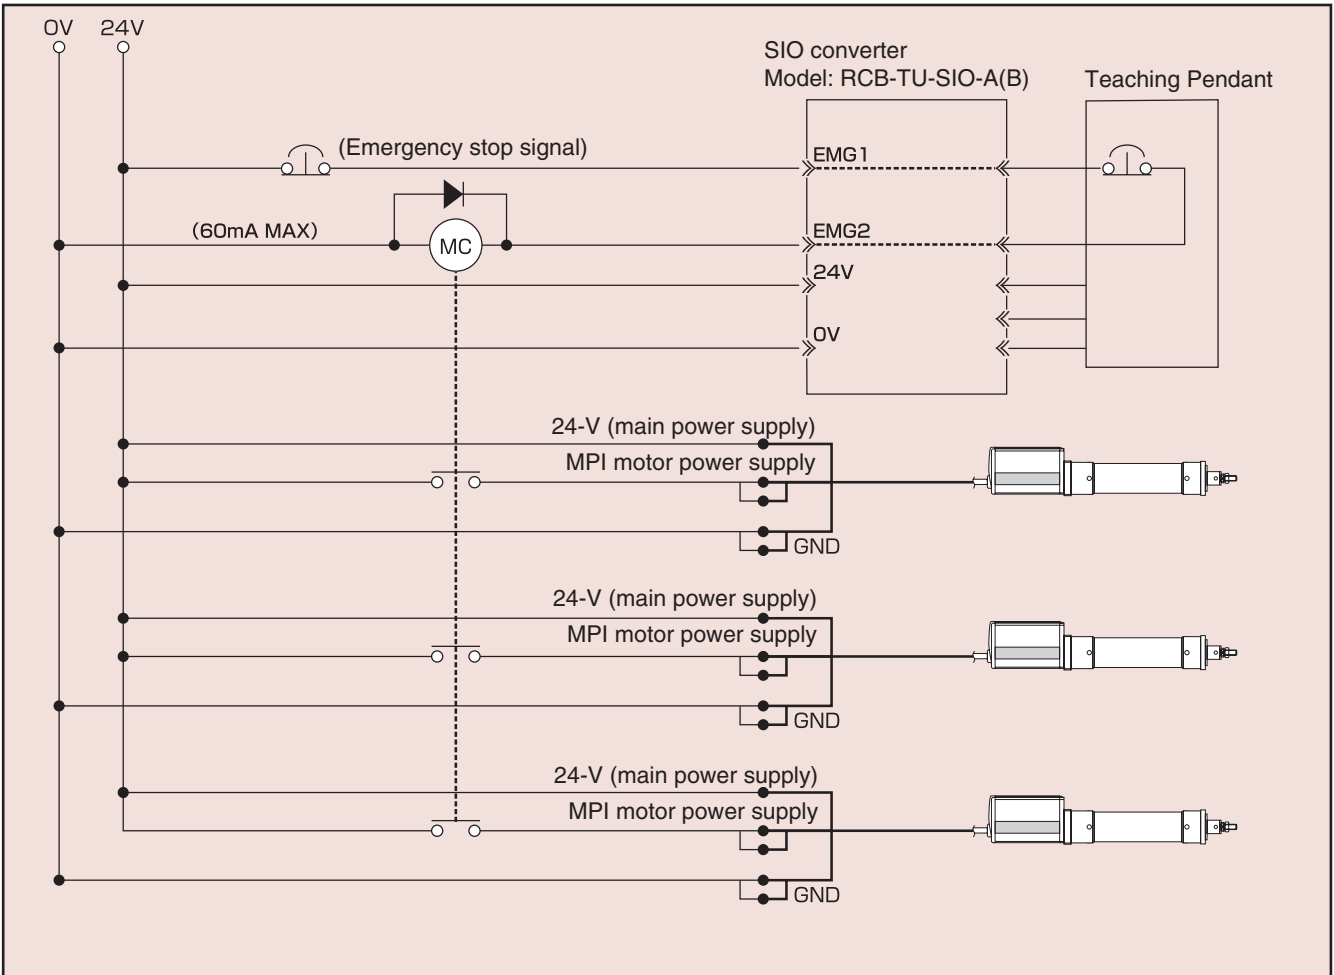 0V 24V
SIO converter
Model: RCB-TU-SIO-A(B)
Teaching Pendant
(Emergency stop signal)
EMG1
(60mA MAX)
MC
EMG2
24V
0V
24-V (main power supply)
MPI motor power supply
GND
24-V (main power supply)
MPI motor power supply
GND
24-V (main power supply)
MPI motor power supply
GND